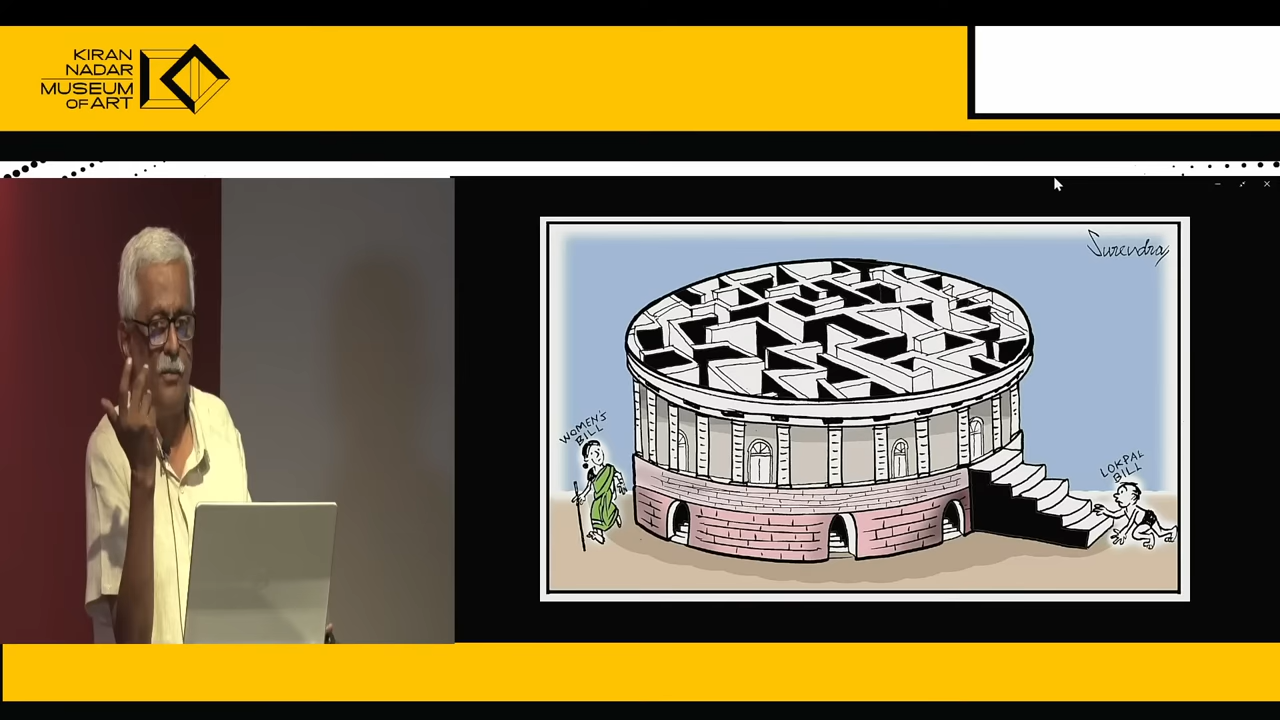 KIRAN
NADAR
MUSEUM
OF ART
Surendra
WOMEN'S
BILL
LOKPAL
BILL